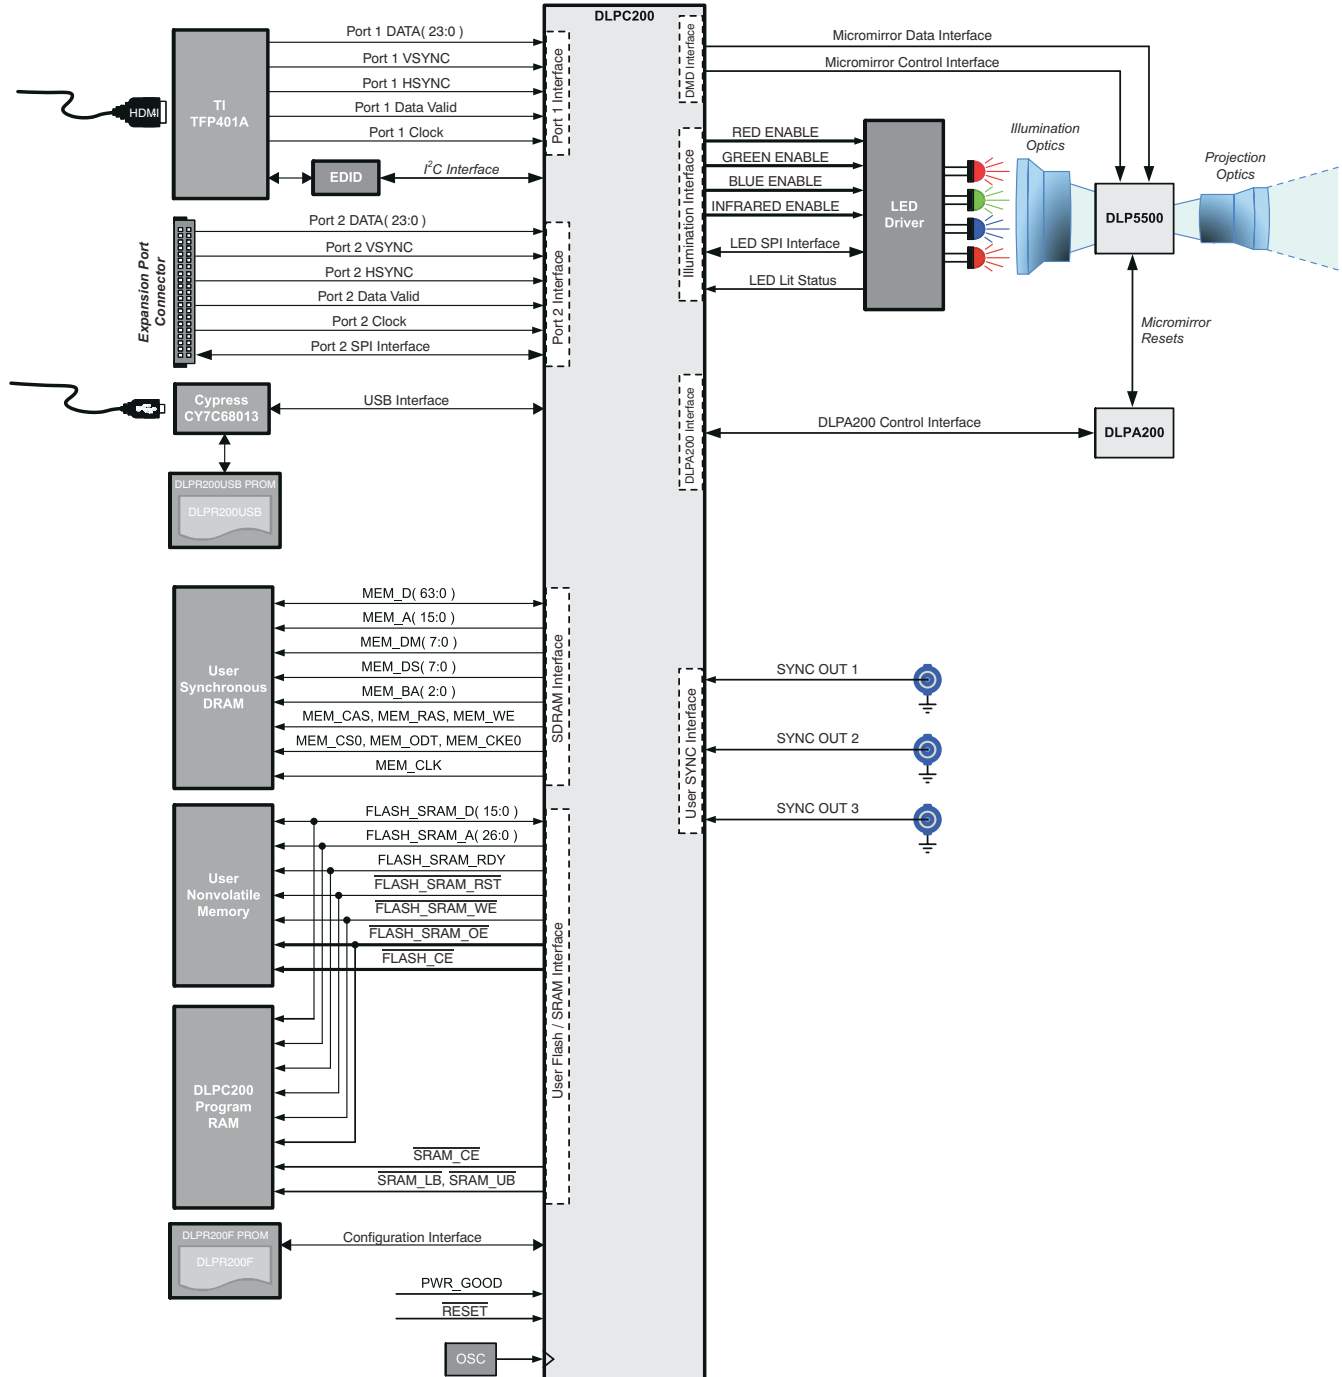 DLPC200
Port 1 DATA( 23:0 )
Port 1 VSYNC
Port 1 HSYNC
Port 1 Data Valid
Port 1 Clock
HDMI
TI
TFP401A
EDID
I²C Interface
Port 1 Interface
Port 2 DATA( 23:0 )
Port 2 VSYNC
Port 2 HSYNC
Port 2 Data Valid
Port 2 Clock
Port 2 SPI Interface
Expansion Port
Connector
Port 2 Interface
Cypress
CY7C68013
USB Interface
DLPR200USB PROM
DLPR200USB
User
Synchronous
DRAM
MEM_D( 63:0 )
MEM_A( 15:0 )
MEM_DM( 7:0 )
MEM_DS( 7:0 )
MEM_BA( 2:0 )
MEM_CAS, MEM_RAS, MEM_WE
MEM_CS0, MEM_ODT, MEM_CKE0
MEM_CLK
SDRAM Interface
User
Nonvolatile
Memory
FLASH_SRAM_D( 15:0 )
FLASH_SRAM_A( 26:0 )
FLASH_SRAM_RDY
FLASH_SRAM_RST
FLASH_SRAM_WE
FLASH_SRAM_OE
FLASH_CE
User Flash / SRAM Interface
DLPC200
Program
RAM
SRAM_CE
SRAM_LB, SRAM_UB
DLPR200F PROM
DLPR200F
Configuration Interface
PWR_GOOD
RESET
OSC
DMD Interface
Micromirror Data Interface
Micromirror Control Interface
Illumination Interface
RED ENABLE
GREEN ENABLE
BLUE ENABLE
INFRARED ENABLE
LED SPI Interface
LED Lit Status
LED
Driver
Illumination
Optics
DLP5500
Projection
Optics
Micromirror
Resets
DLPA200 Interface
DLPA200 Control Interface
DLPA200
User SYNC Interface
SYNC OUT 1
SYNC OUT 2
SYNC OUT 3